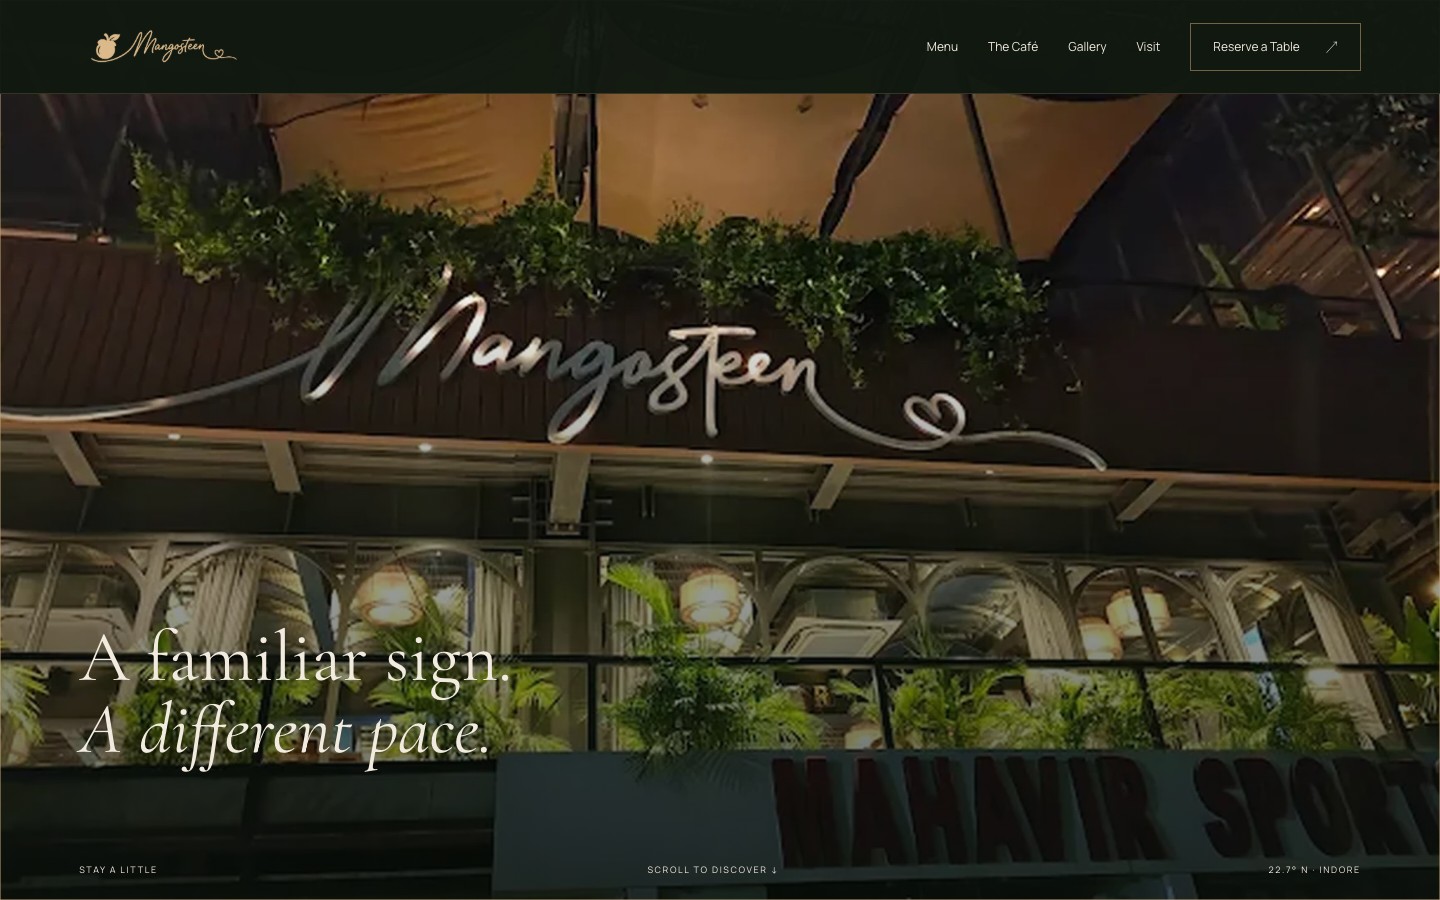 Mangosteen
Menu
The Café
Gallery
Visit
Reserve a Table ↗
Mangosteen
A familiar sign.
A different pace.
MAHAVIR SPORT
STAY A LITTLE
SCROLL TO DISCOVER ↓
22.7° N · INDORE